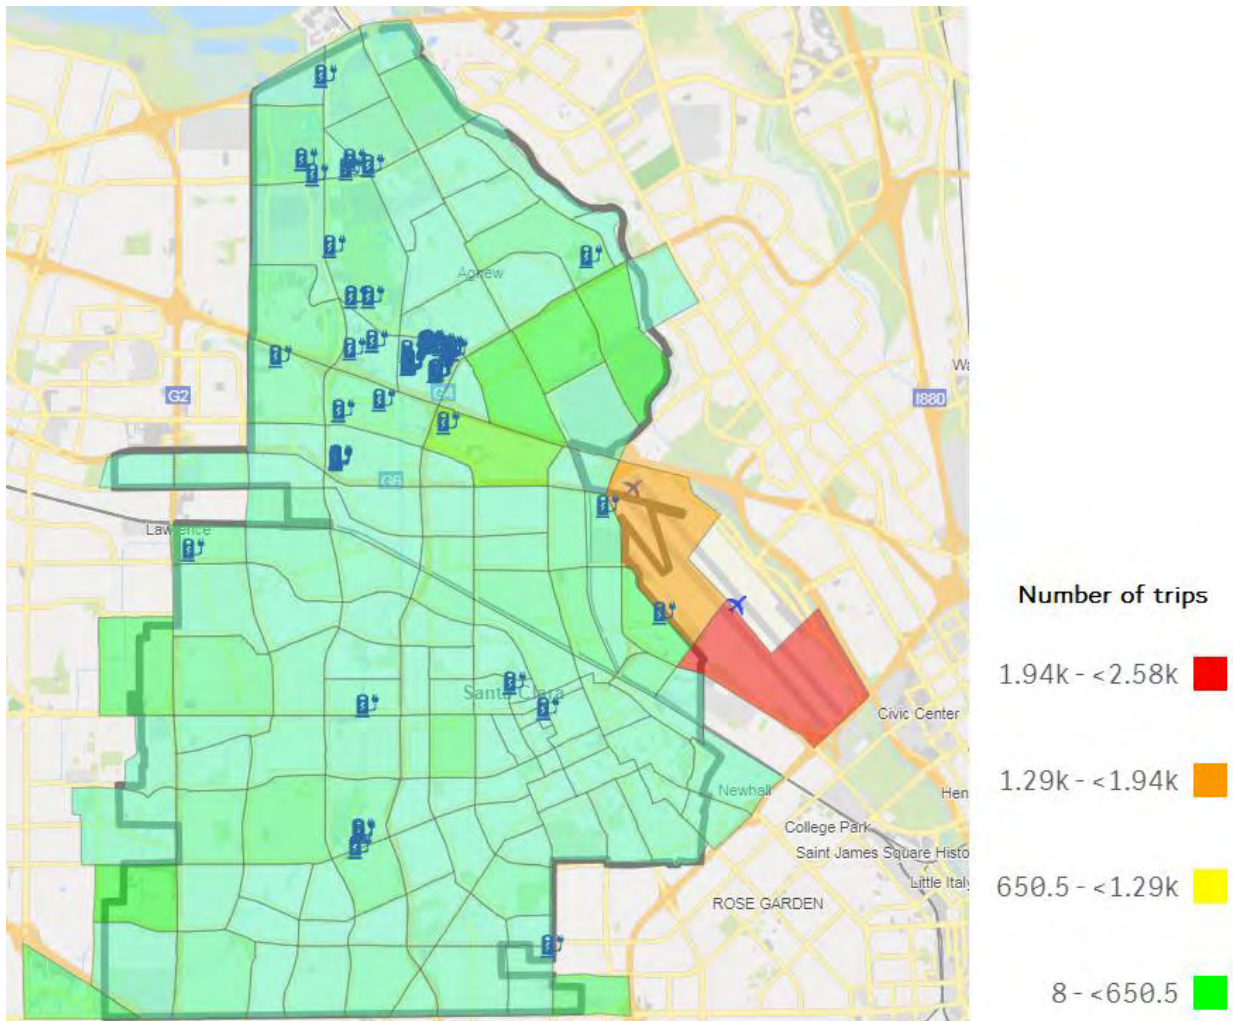 Agnew
G2
G4
I880
G6
Lawrence
Santa Clara
Civic Center
Newhall
College Park
Saint James Square Histo
Little Italy
ROSE GARDEN
Hen
Number of trips
1.94k - <2.58k
1.29k - <1.94k
650.5 - <1.29k
8 - <650.5